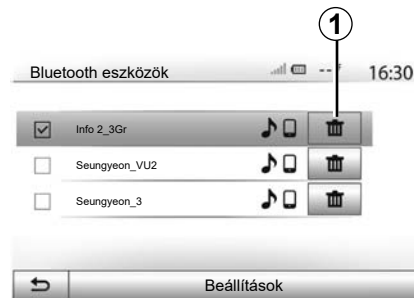 1
Bluetooth eszközök -- 16:30
Info 2_3Gr
Seungyeon_VU2
Seungyeon_3
Beállítások